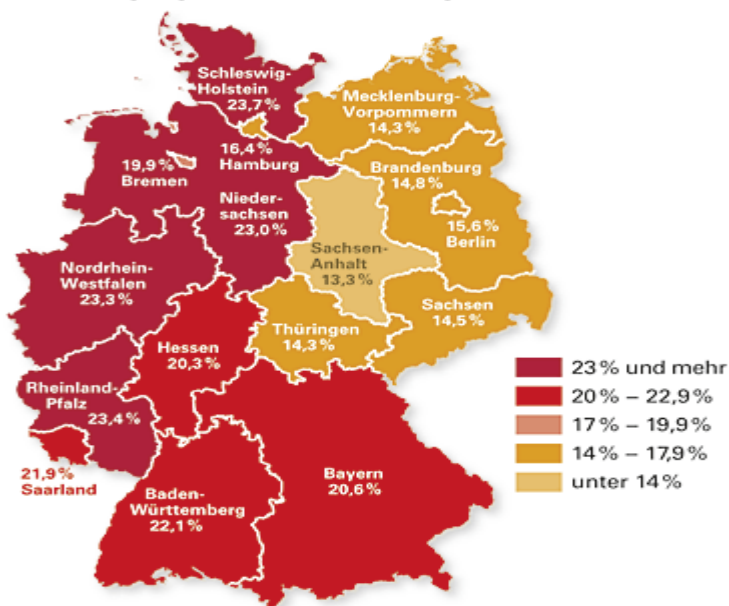 Schleswig-
Holstein
23,7%
Mecklenburg-
Vorpommern
14,3%
16,4%
Hamburg
19,9%
Bremen
Brandenburg
14,8%
Nieder-
sachsen
23,0%
15,6%
Berlin
Sachsen-
Anhalt
13,3%
Nordrhein-
Westfalen
23,3%
Sachsen
14,5%
Thüringen
14,3%
Hessen
20,3%
Rheinland-
Pfalz
23,4%
21,9%
Saarland
Bayern
20,6%
Baden-
Württemberg
22,1%
23% und mehr
20% – 22,9%
17% – 19,9%
14% – 17,9%
unter 14%